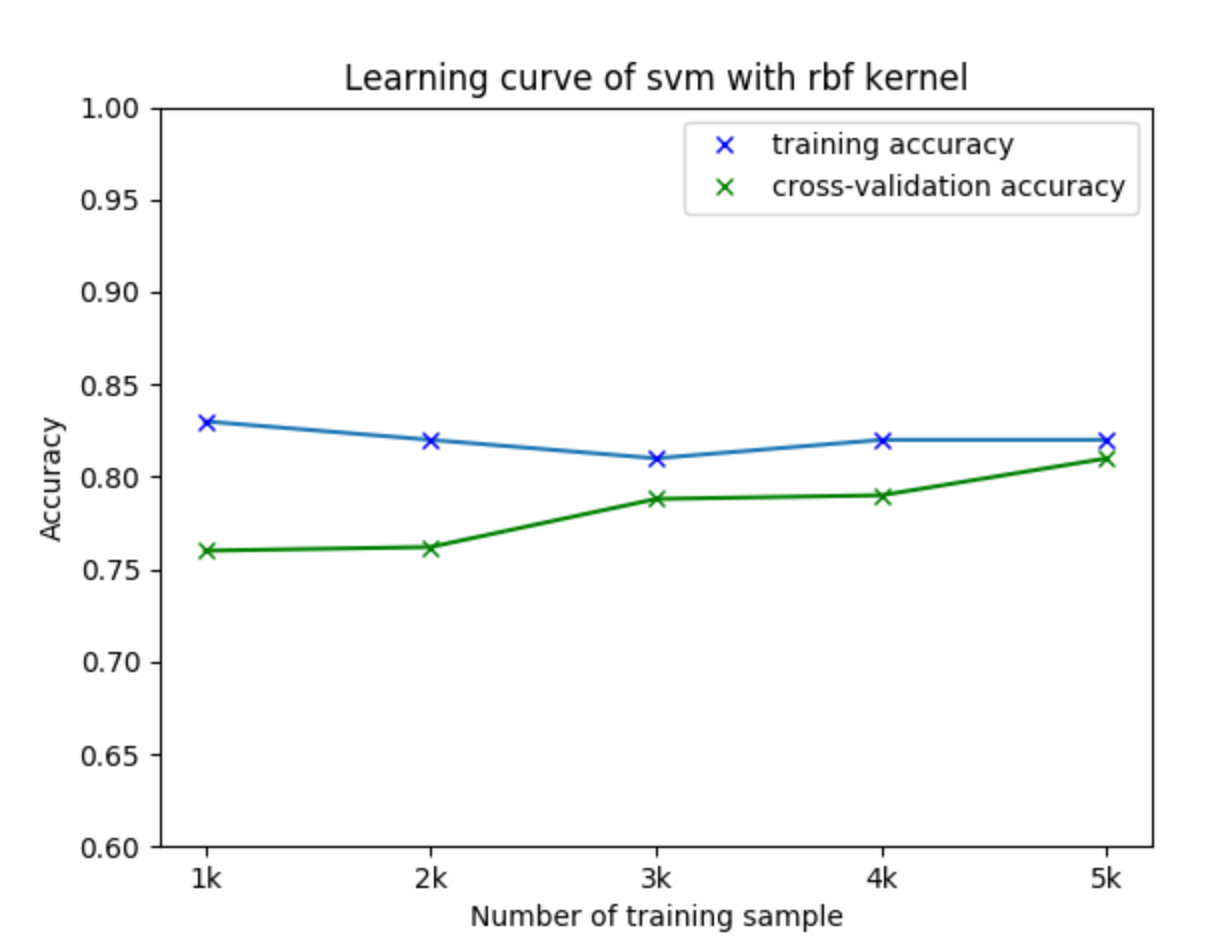 Learning curve of svm with rbf kernel
training accuracy
cross-validation accuracy
1.00
0.95
0.90
0.85
0.80
0.75
0.70
0.65
0.60
Accuracy
1k 2k 3k 4k 5k
Number of training sample